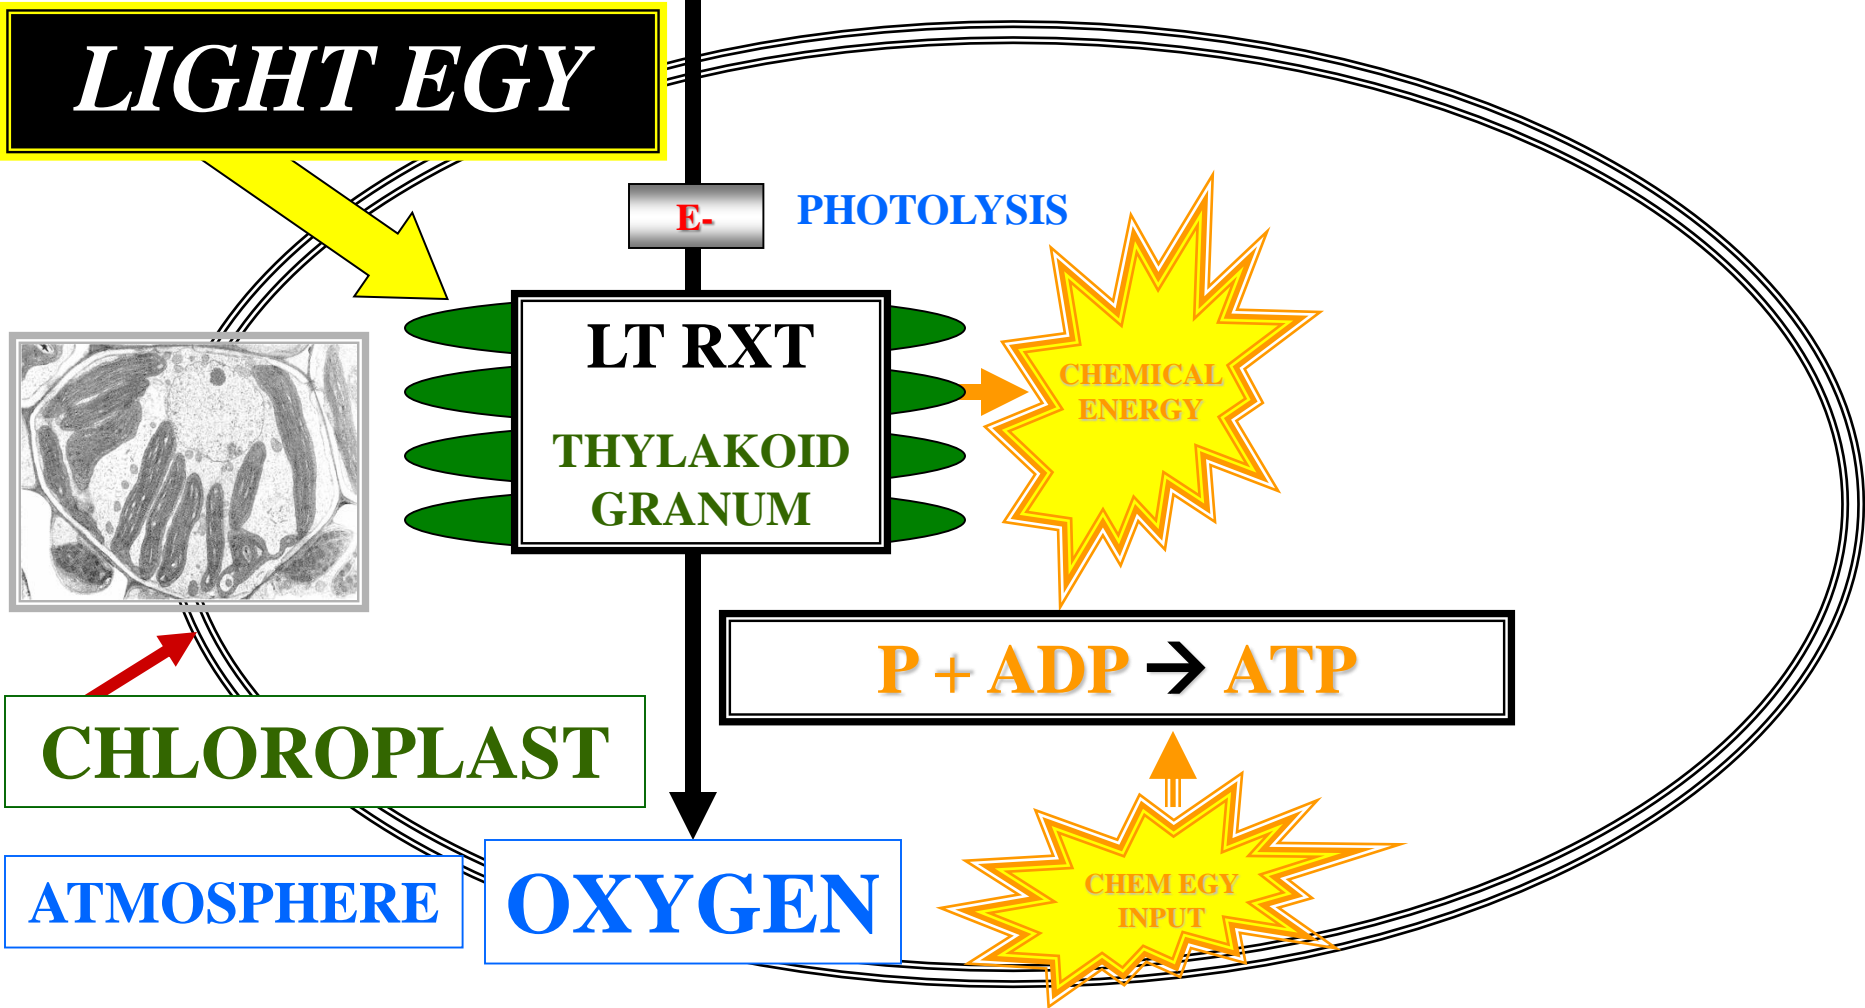 LIGHT EGY
E-
PHOTOLYSIS
LT RXT
THYLAKOID
GRANUM
CHEMICAL
ENERGY
P + ADP → ATP
CHLOROPLAST
ATMOSPHERE
OXYGEN
CHEM EGY
INPUT